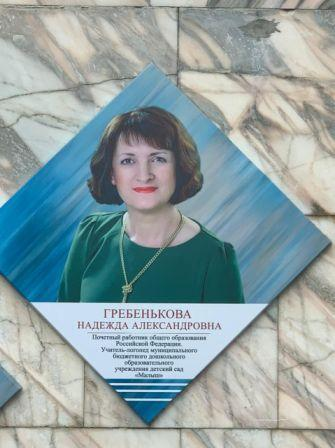 ГРЕБЕНЬКОВА
НАДЕЖДА АЛЕКСАНДРОВНА
Почетный работник общего образования
Российской Федерации.
Учитель-логопед муниципального
бюджетного дошкольного
образовательного
учреждения детский сад
«Малыш»